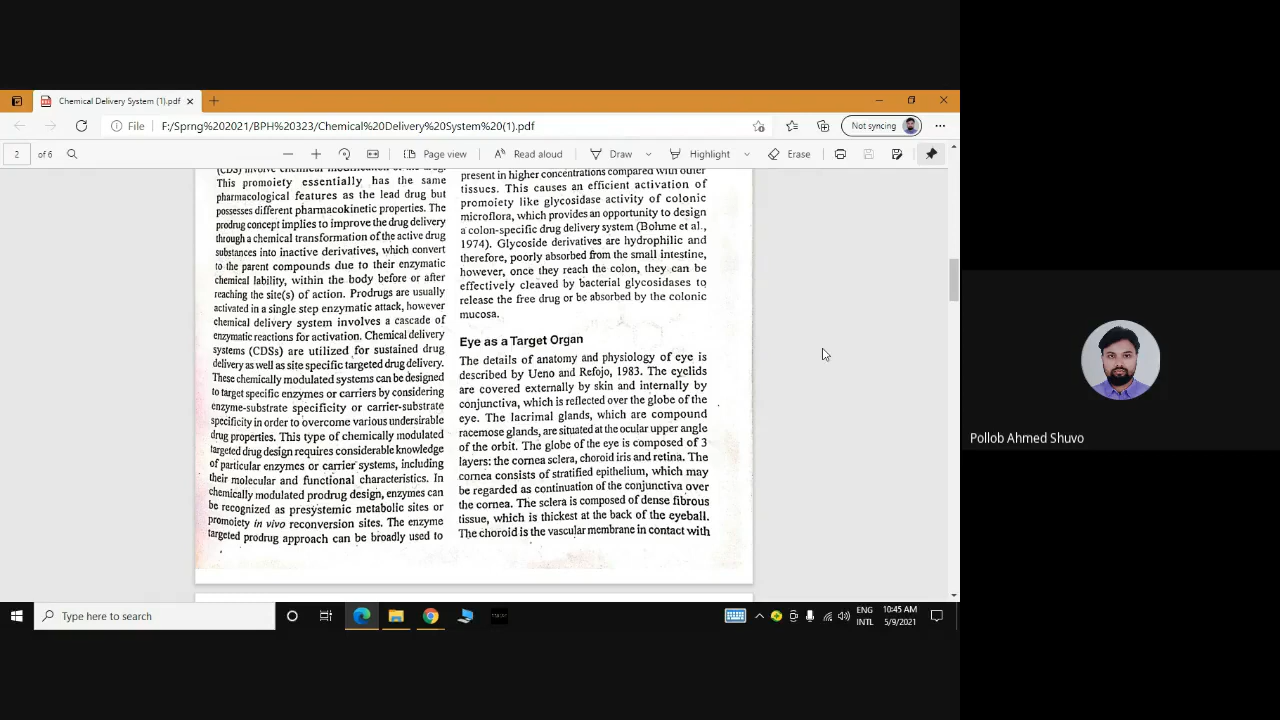 Chemical Delivery System (1).pdf
File
F:/Sprng%202021/BPH%20323/Chemical%20Delivery%20System%20(1).pdf
Not syncing
2
of 6
Page view
Read aloud
Draw
Highlight
Erase
(CDS) involve chemical modification of the drug.
This promoiety essentially has the same
pharmacological features as the lead drug but
possesses different pharmacokinetic properties. The
prodrug concept implies to improve the drug delivery
through a chemical transformation of the active drug
substances into inactive derivatives, which convert
to the parent compounds due to their enzymatic
chemical lability, within the body before or after
reaching the site(s) of action. Prodrugs are usually
activated in a single step enzymatic attack, however
chemical delivery system involves a cascade of
enzymatic reactions for activation. Chemical delivery
systems (CDSs) are utilized for sustained drug
delivery as well as site specific targeted drug delivery.
These chemically modulated systems can be designed
to target specific enzymes or carriers by considering
enzyme-substrate specificity or carrier-substrate
specificity in order to overcome various undersirable
drug properties. This type of chemically modulated
targeted drug design requires considerable knowledge
of particular enzymes or carrier systems, including
their molecular and functional characteristics. In
chemically modulated prodrug design, enzymes can
be recognized as presystemic metabolic sites or
promoiety in vivo reconversion sites. The enzyme
targeted prodrug approach can be broadly used to
present in higher concentrations compared with other
tissues. This causes an efficient activation of
promoiety like glycosidase activity of colonic
microflora, which provides an opportunity to design
a colon-specific drug delivery system (Bohme et al.,
1974). Glycoside derivatives are hydrophilic and
therefore, poorly absorbed from the small intestine,
however, once they reach the colon, they can be
effectively cleaved by bacterial glycosidases to
release the free drug or be absorbed by the colonic
mucosa.
Eye as a Target Organ
The details of anatomy and physiology of eye is
described by Ueno and Refojo, 1983. The eyelids
are covered externally by skin and internally by
conjunctiva, which is reflected over the globe of the
eye. The lacrimal glands, which are compound
racemose glands, are situated at the ocular upper angle
of the orbit. The globe of the eye is composed of 3
layers: the cornea sclera, choroid iris and retina. The
cornea consists of stratified epithelium, which may
be regarded as continuation of the conjunctiva over
the cornea. The sclera is composed of dense fibrous
tissue, which is thickest at the back of the eyeball.
The choroid is the vascular membrane in contact with
Pollob Ahmed Shuvo
Type here to search
ENG
INTL
10:45 AM
5/9/2021